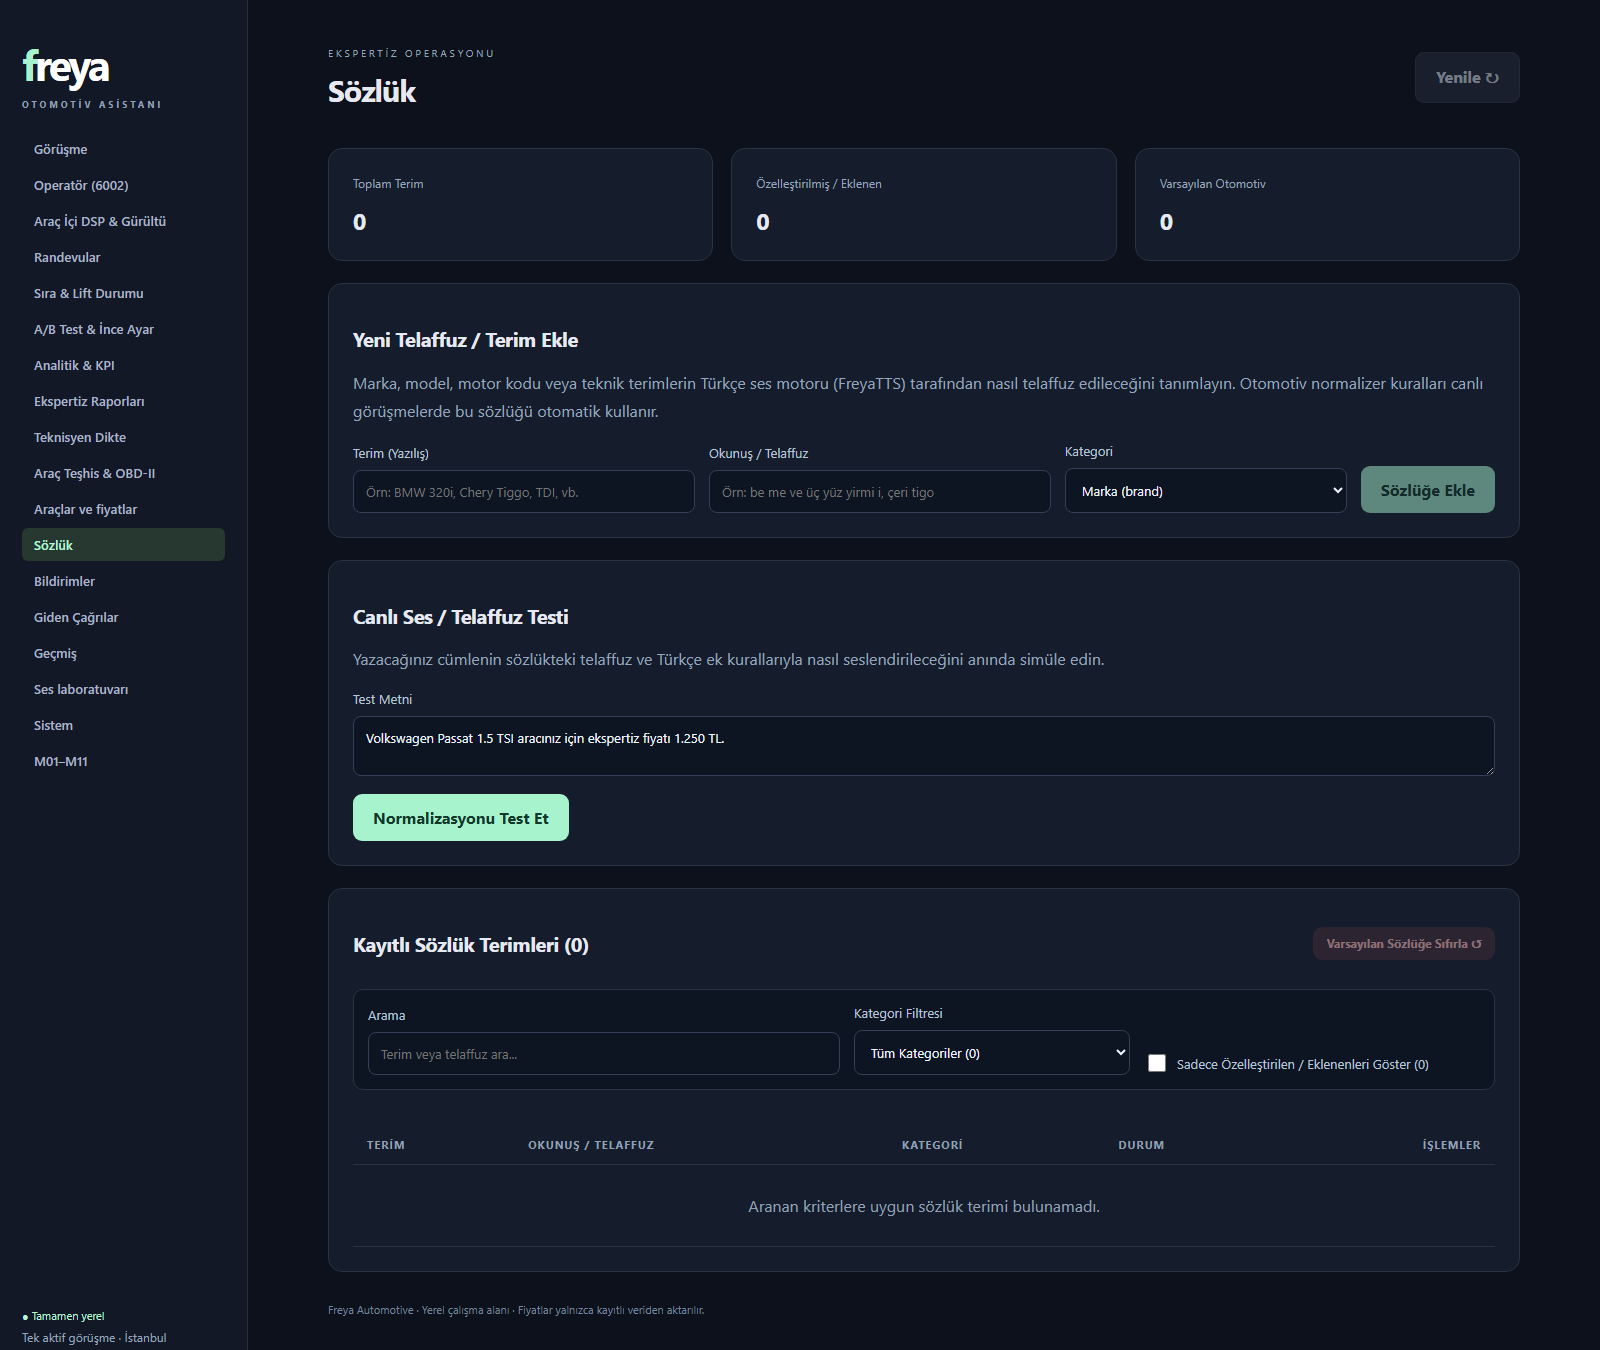 freya
OTOMOTİV ASİSTANI
Görüşme
Operatör (6002)
Araç İçi DSP & Gürültü
Randevular
Sıra & Lift Durumu
A/B Test & İnce Ayar
Analitik & KPI
Ekspertiz Raporları
Teknisyen Dikte
Araç Teşhis & OBD-II
Araçlar ve fiyatlar
Sözlük
Bildirimler
Giden Çağrılar
Geçmiş
Ses laboratuvarı
Sistem
M01–M11
● Tamamen yerel
Tek aktif görüşme · İstanbul
EKSPERTİZ OPERASYONU
Sözlük
Yenile ↻
Toplam Terim
0
Özelleştirilmiş / Eklenen
0
Varsayılan Otomotiv
0
Yeni Telaffuz / Terim Ekle
Marka, model, motor kodu veya teknik terimlerin Türkçe ses motoru (FreyaTTS) tarafından nasıl telaffuz edileceğini tanımlayın. Otomotiv normalizer kuralları canlı
görüşmelerde bu sözlüğü otomatik kullanır.
Terim (Yazılış)
Örn: BMW 320i, Chery Tiggo, TDI, vb.
Okunuş / Telaffuz
Örn: be me ve üç yüz yirmi i, çeri tigo
Kategori
Marka (brand)
Sözlüğe Ekle
Canlı Ses / Telaffuz Testi
Yazacağınız cümlenin sözlükteki telaffuz ve Türkçe ek kurallarıyla nasıl seslendirileceğini anında simüle edin.
Test Metni
Volkswagen Passat 1.5 TSI aracınız için ekspertiz fiyatı 1.250 TL.
Normalizasyonu Test Et
Kayıtlı Sözlük Terimleri (0)
Varsayılan Sözlüğe Sıfırla ↺
Arama
Terim veya telaffuz ara...
Kategori Filtresi
Tüm Kategoriler (0)
Sadece Özelleştirilen / Eklenenleri Göster (0)
TERİM OKUNUŞ / TELAFFUZ KATEGORİ DURUM İŞLEMLER
Aranan kriterlere uygun sözlük terimi bulunamadı.
Freya Automotive · Yerel çalışma alanı · Fiyatlar yalnızca kayıtlı veriden aktarılır.